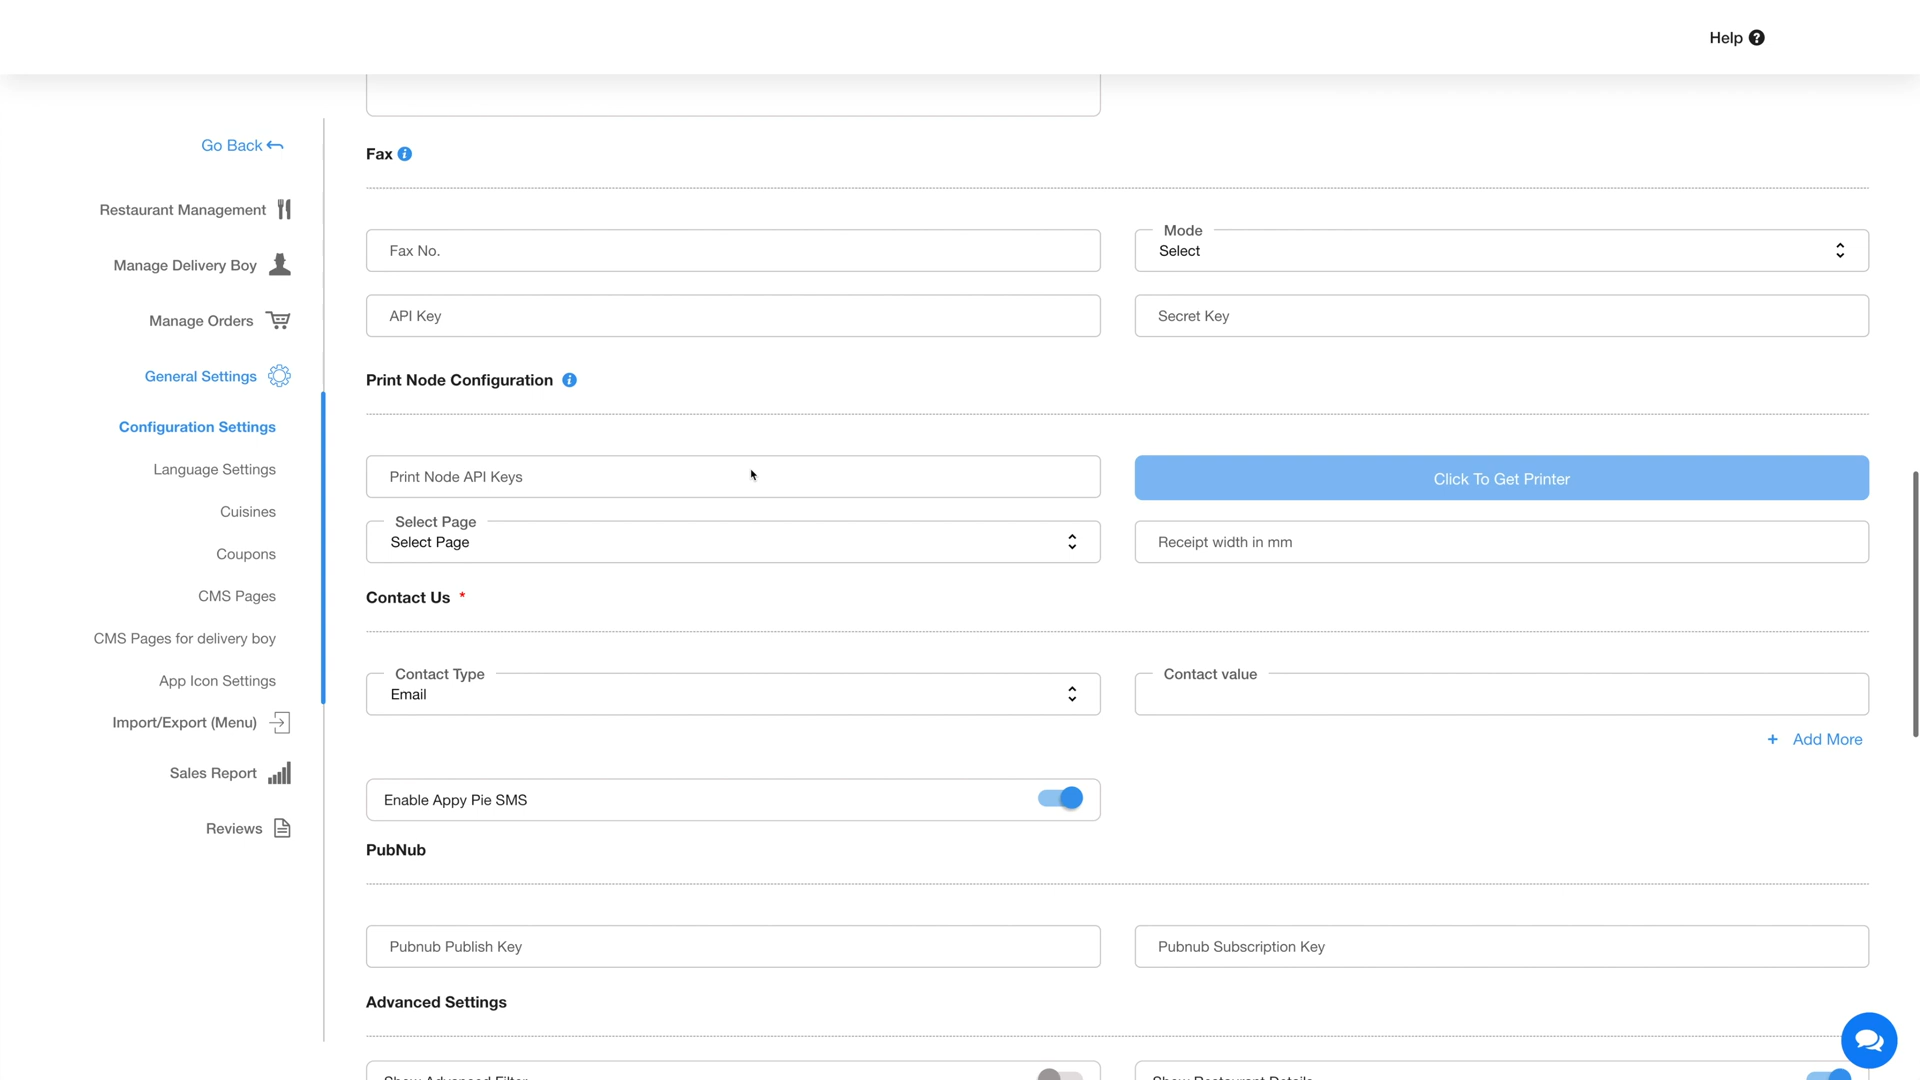 Help
Go Back
Restaurant Management
Manage Delivery Boy
Manage Orders
General Settings
Configuration Settings
Language Settings
Cuisines
Coupons
CMS Pages
CMS Pages for delivery boy
App Icon Settings
Import/Export (Menu)
Sales Report
Reviews
Fax
Fax No.
Mode
Select
API Key
Secret Key
Print Node Configuration
Print Node API Keys
Click To Get Printer
Select Page
Select Page
Receipt width in mm
Contact Us *
Contact Type
Email
Contact value
+ Add More
Enable Appy Pie SMS
PubNub
Pubnub Publish Key
Pubnub Subscription Key
Advanced Settings
Show Advanced Filter
Show Restaurant Details